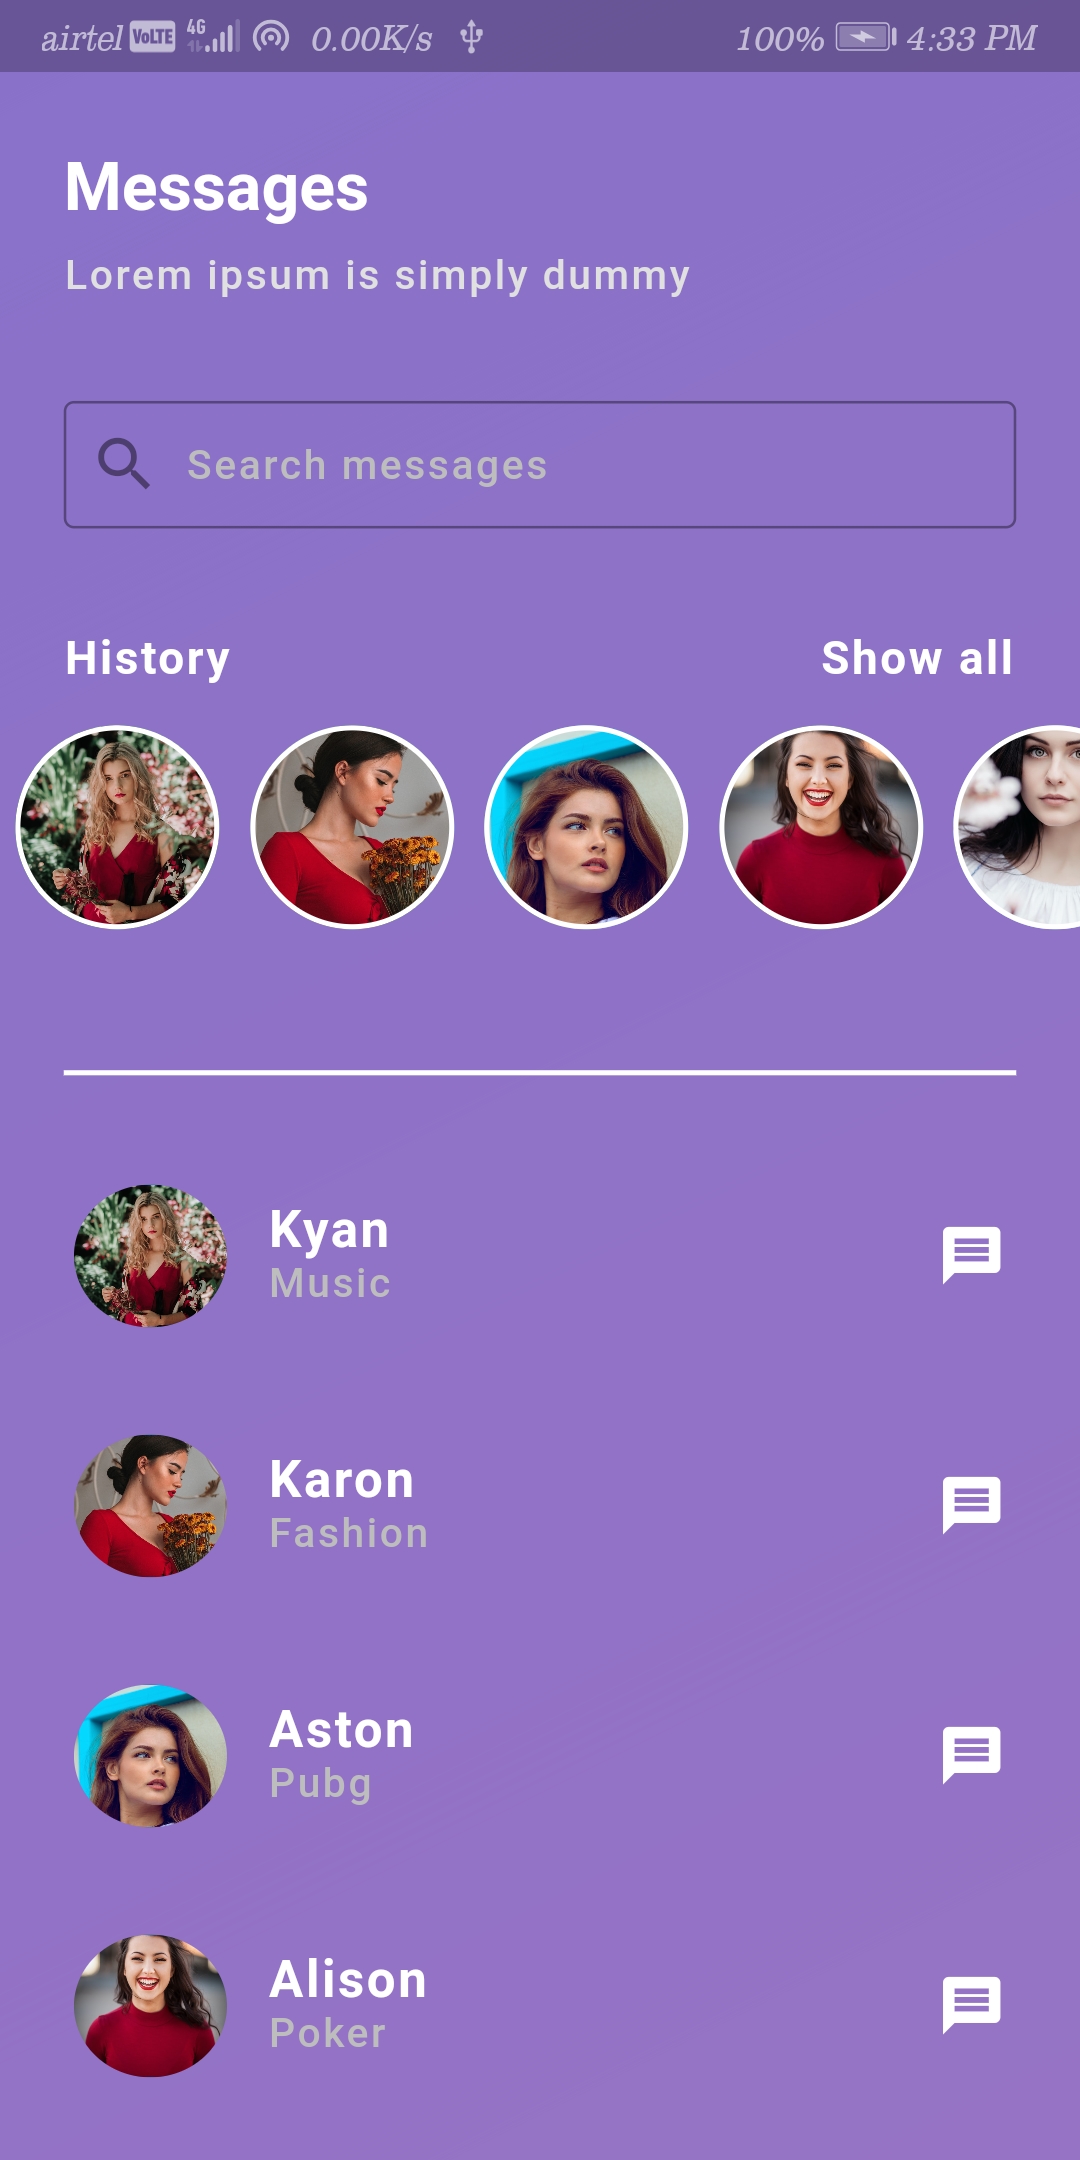 airtel VoLTE 4G 0.00K/s 100% 4:33 PM
Messages
Lorem ipsum is simply dummy
Search messages
History Show all
Kyan
Music
Karon
Fashion
Aston
Pubg
Alison
Poker